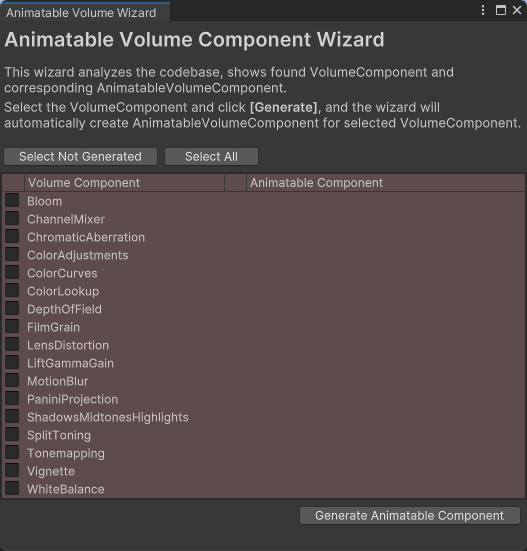 Animatable Volume Wizard
Animatable Volume Component Wizard
This wizard analyzes the codebase, shows found VolumeComponent and
corresponding AnimatableVolumeComponent.
Select the VolumeComponent and click [Generate], and the wizard will
automatically create AnimatableVolumeComponent for selected VolumeComponent.
Select Not Generated Select All
Volume Component Animatable Component
Bloom
ChannelMixer
ChromaticAberration
ColorAdjustments
ColorCurves
ColorLookup
DepthOfField
FilmGrain
LensDistortion
LiftGammaGain
MotionBlur
PaniniProjection
ShadowsMidtonesHighlights
SplitToning
Tonemapping
Vignette
WhiteBalance
Generate Animatable Component